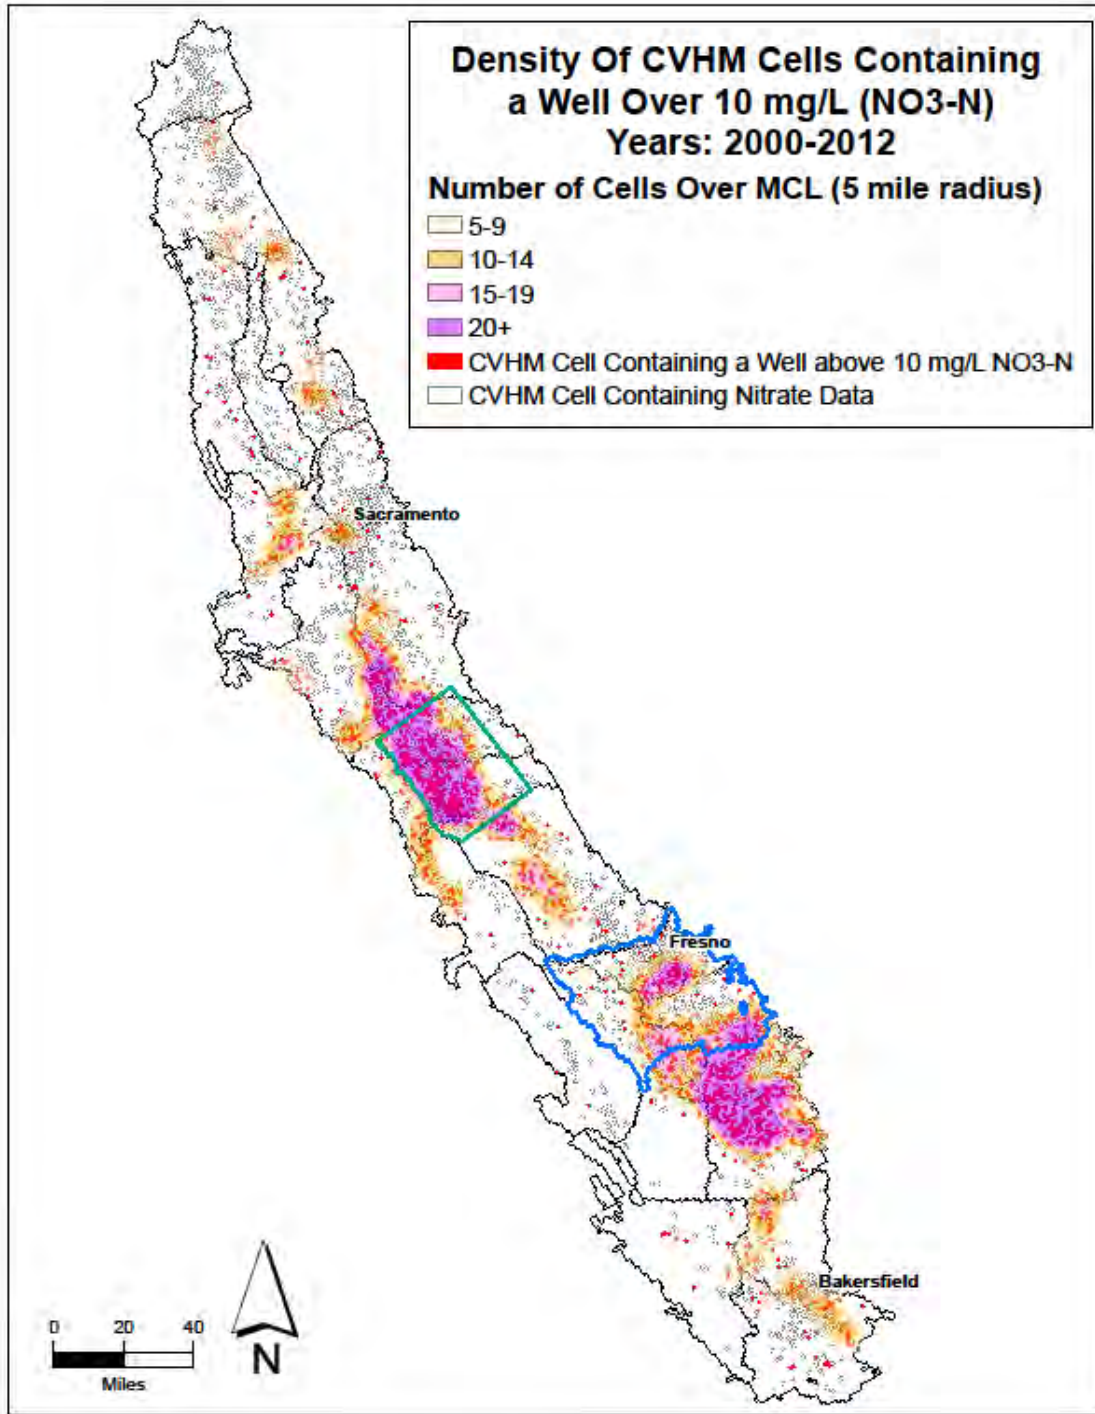 Density Of CVHM Cells Containing
a Well Over 10 mg/L (NO3-N)
Years: 2000-2012
Number of Cells Over MCL (5 mile radius)
5-9
10-14
15-19
20+
CVHM Cell Containing a Well above 10 mg/L NO3-N
CVHM Cell Containing Nitrate Data
Sacramento
Fresno
Bakersfield
0 20 40
Miles
N